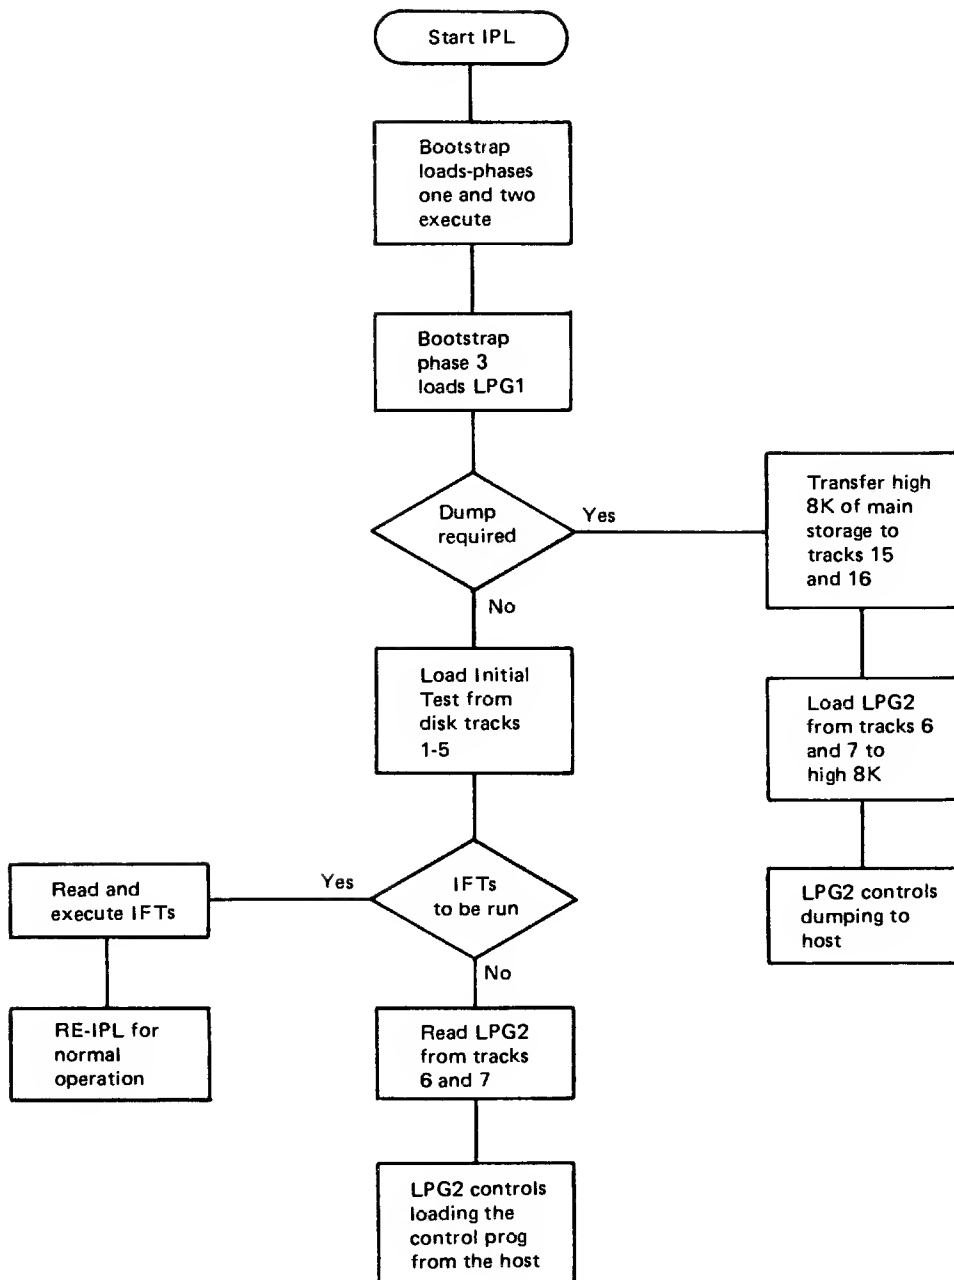 Start IPL
Bootstrap
loads-phases
one and two
execute
Bootstrap
phase 3
loads LPG1
Dump
required
Yes
No
Transfer high
8K of main
storage to
tracks 15
and 16
Load LPG2
from tracks 6
and 7 to
high 8K
LPG2 controls
dumping to
host
Load Initial
Test from
disk tracks
1-5
IFTs
to be run
Yes
No
Read and
execute IFTs
RE-IPL for
normal
operation
Read LPG2
from tracks
6 and 7
LPG2 controls
loading the
control prog
from the host